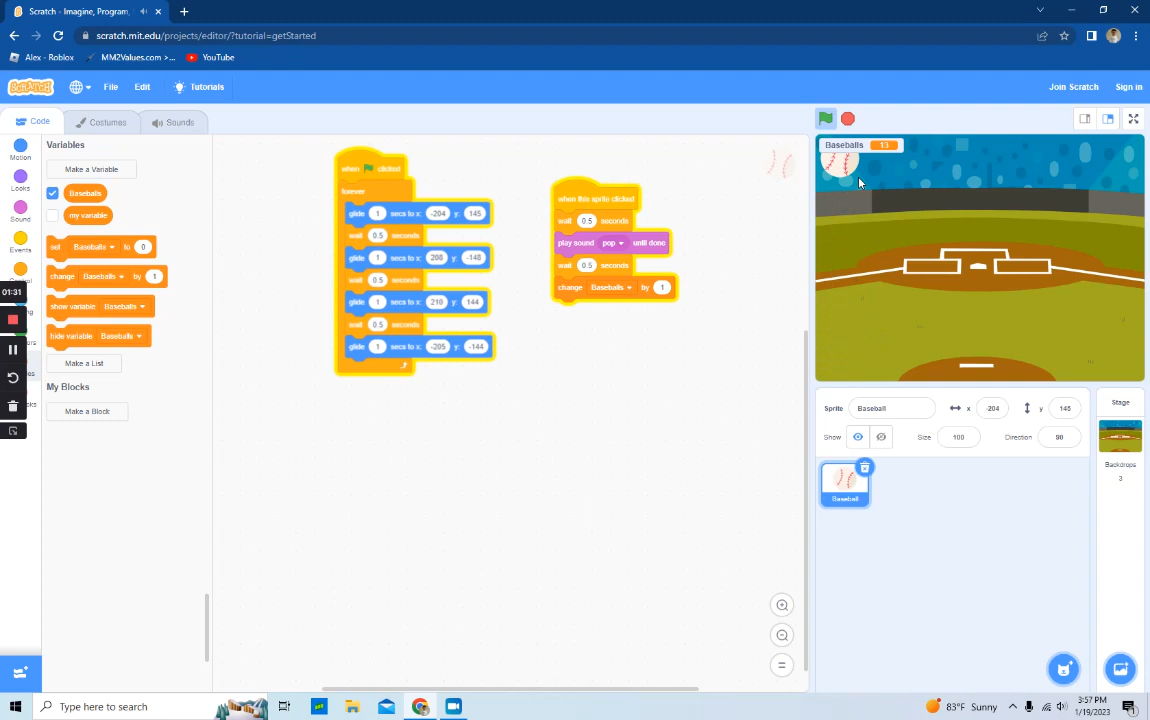 Scratch - Imagine, Program,
scratch.mit.edu/projects/editor/?tutorial=getStarted
Alex - Roblox
MM2Values.com >...
YouTube
SCRATCH
File
Edit
Tutorials
Join Scratch
Sign in
Code
Costumes
Sounds
Motion
Looks
Sound
Events
Control
01:31
Variables
Make a Variable
Baseballs
my variable
set Baseballs to 0
change Baseballs by 1
show variable Baseballs
hide variable Baseballs
Make a List
My Blocks
Make a Block
when clicked
forever
glide 1 secs to x: -204 y: 145
wait 0.5 seconds
glide 1 secs to x: 208 y: -148
wait 0.5 seconds
glide 1 secs to x: 210 y: 144
wait 0.5 seconds
glide 1 secs to x: -205 y: -144
when this sprite clicked
wait 0.5 seconds
play sound pop until done
wait 0.5 seconds
change Baseballs by 1
Baseballs 13
Sprite Baseball x -204 y 145
Show Size 100 Direction 90
Baseball
Stage
Backdrops
3
Type here to search
83°F Sunny
3:57 PM
1/19/2023